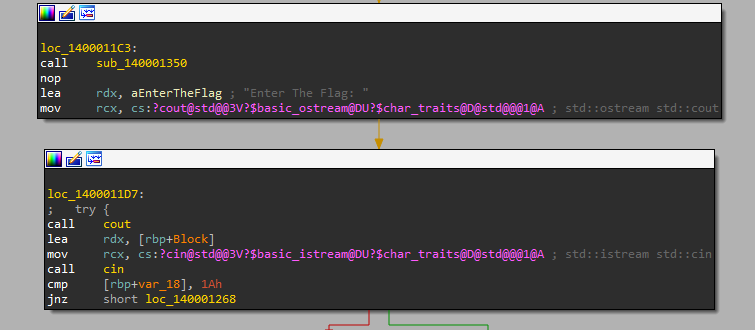 loc_1400011C3:
call    sub_140001350
nop
lea     rdx, aEnterTheFlag ; "Enter The Flag: "
mov     rcx, cs:?cout@std@@3V?$basic_ostream@DU?$char_traits@D@std@@@1@A ; std::ostream std::cout
loc_1400011D7:
;   try {
call    cout
lea     rdx, [rbp+Block]
mov     rcx, cs:?cin@std@@3V?$basic_istream@DU?$char_traits@D@std@@@1@A ; std::istream std::cin
call    cin
cmp     [rbp+var_18], 1Ah
jnz     short loc_140001268